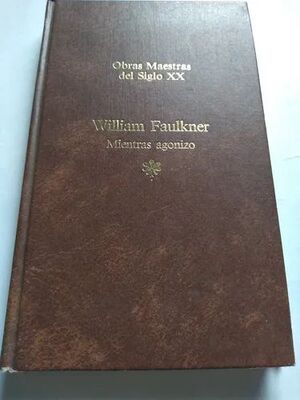 Obras Maestras
del Siglo XX
William Faulkner
Mientras agonizo